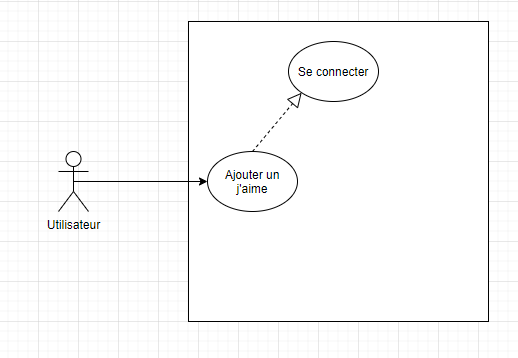 Se connecter
Ajouter un
j'aime
Utilisateur